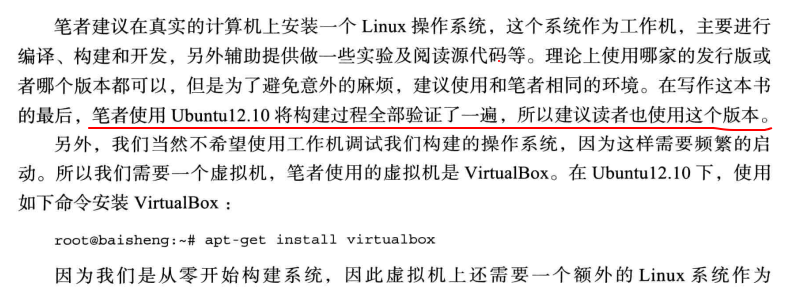 笔者建议在真实的计算机上安装一个 Linux 操作系统，这个系统作为工作机，主要进行
编译、构建和开发，另外辅助提供做一些实验及阅读源代码等。理论上使用哪家的发行版或
者哪个版本都可以，但是为了避免意外的麻烦，建议使用和笔者相同的环境。在写作这本书
的最后，笔者使用 Ubuntu12.10 将构建过程全部验证了一遍，所以建议读者也使用这个版本。
另外，我们当然不希望使用工作机调试我们构建的操作系统，因为这样需要频繁的启
动。所以我们需要一个虚拟机，笔者使用的虚拟机是 VirtualBox。在 Ubuntu12.10 下，使用
如下命令安装 VirtualBox：
root@baisheng:~# apt-get install virtualbox
因为我们是从零开始构建系统，因此虚拟机上还需要一个额外的 Linux 系统作为